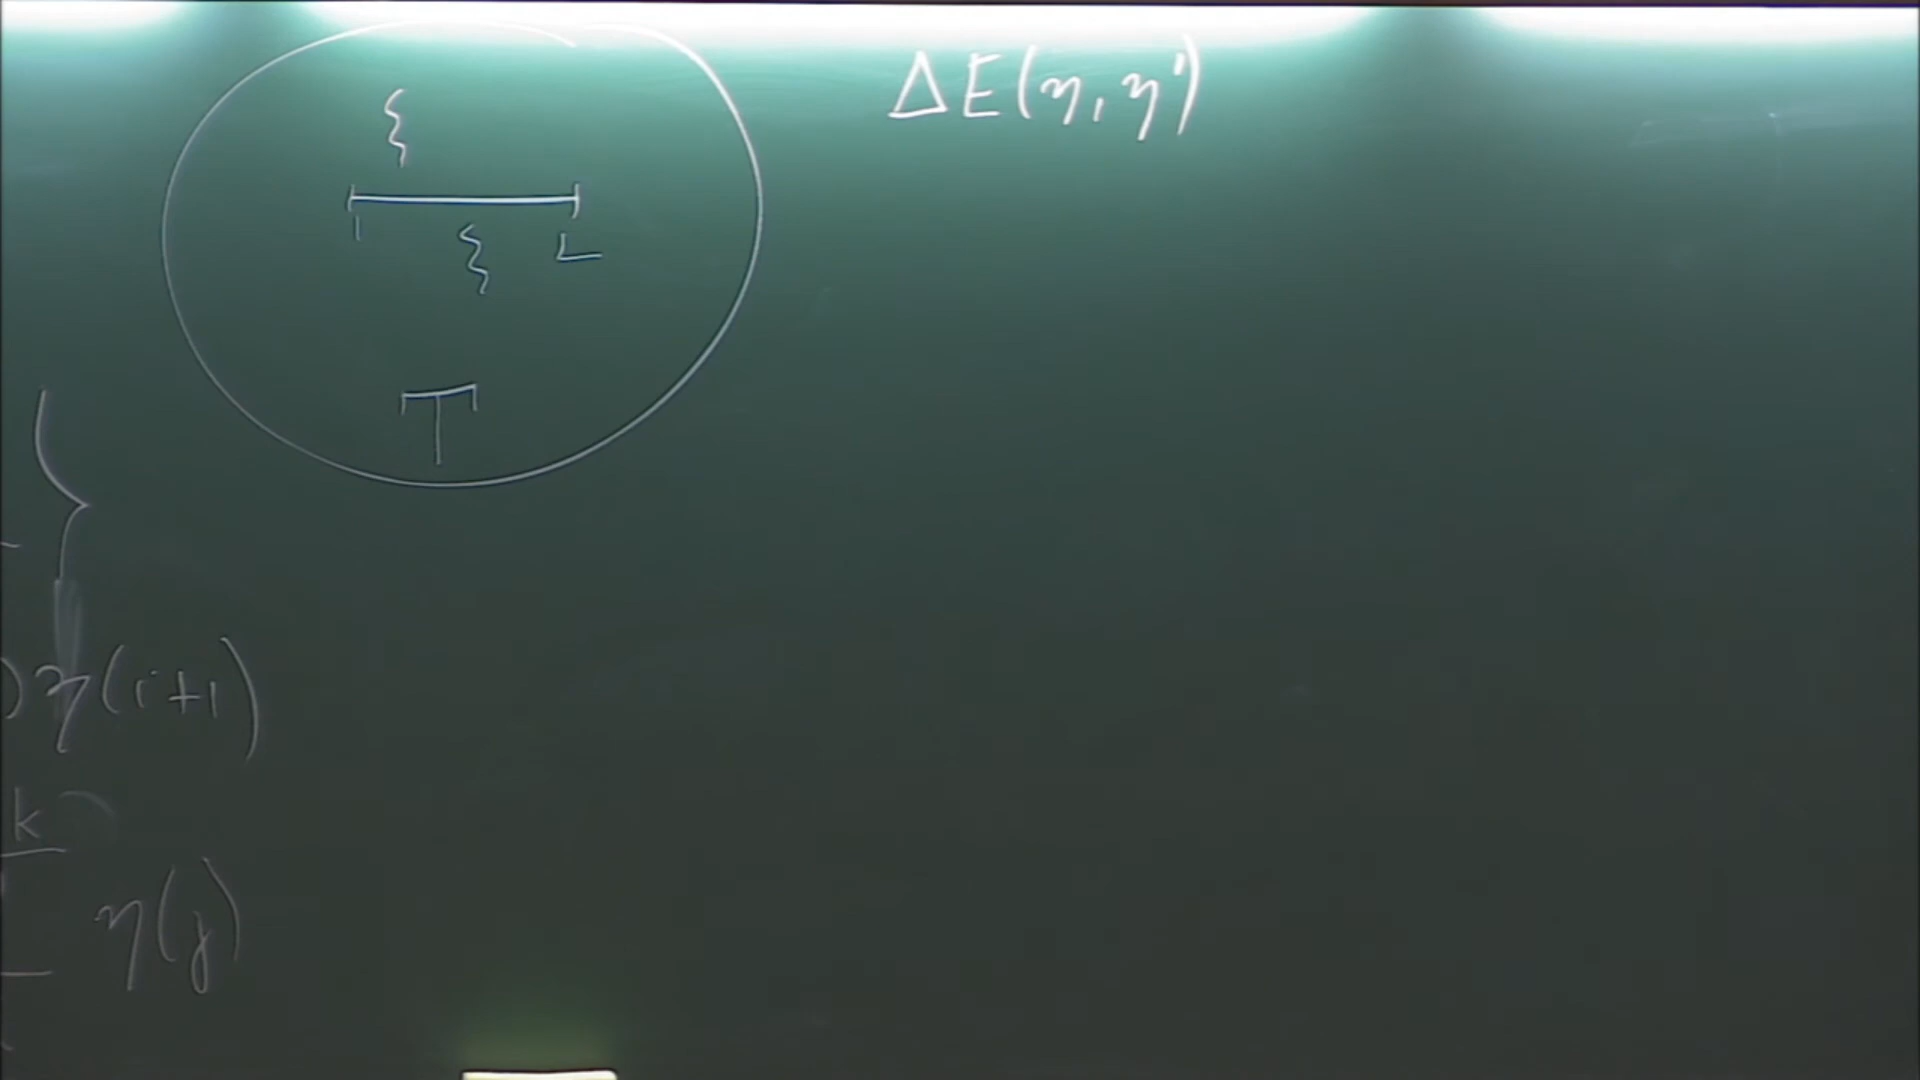 ΔE(η, η')
1 L
T
) η(i+1)
k
η(j)